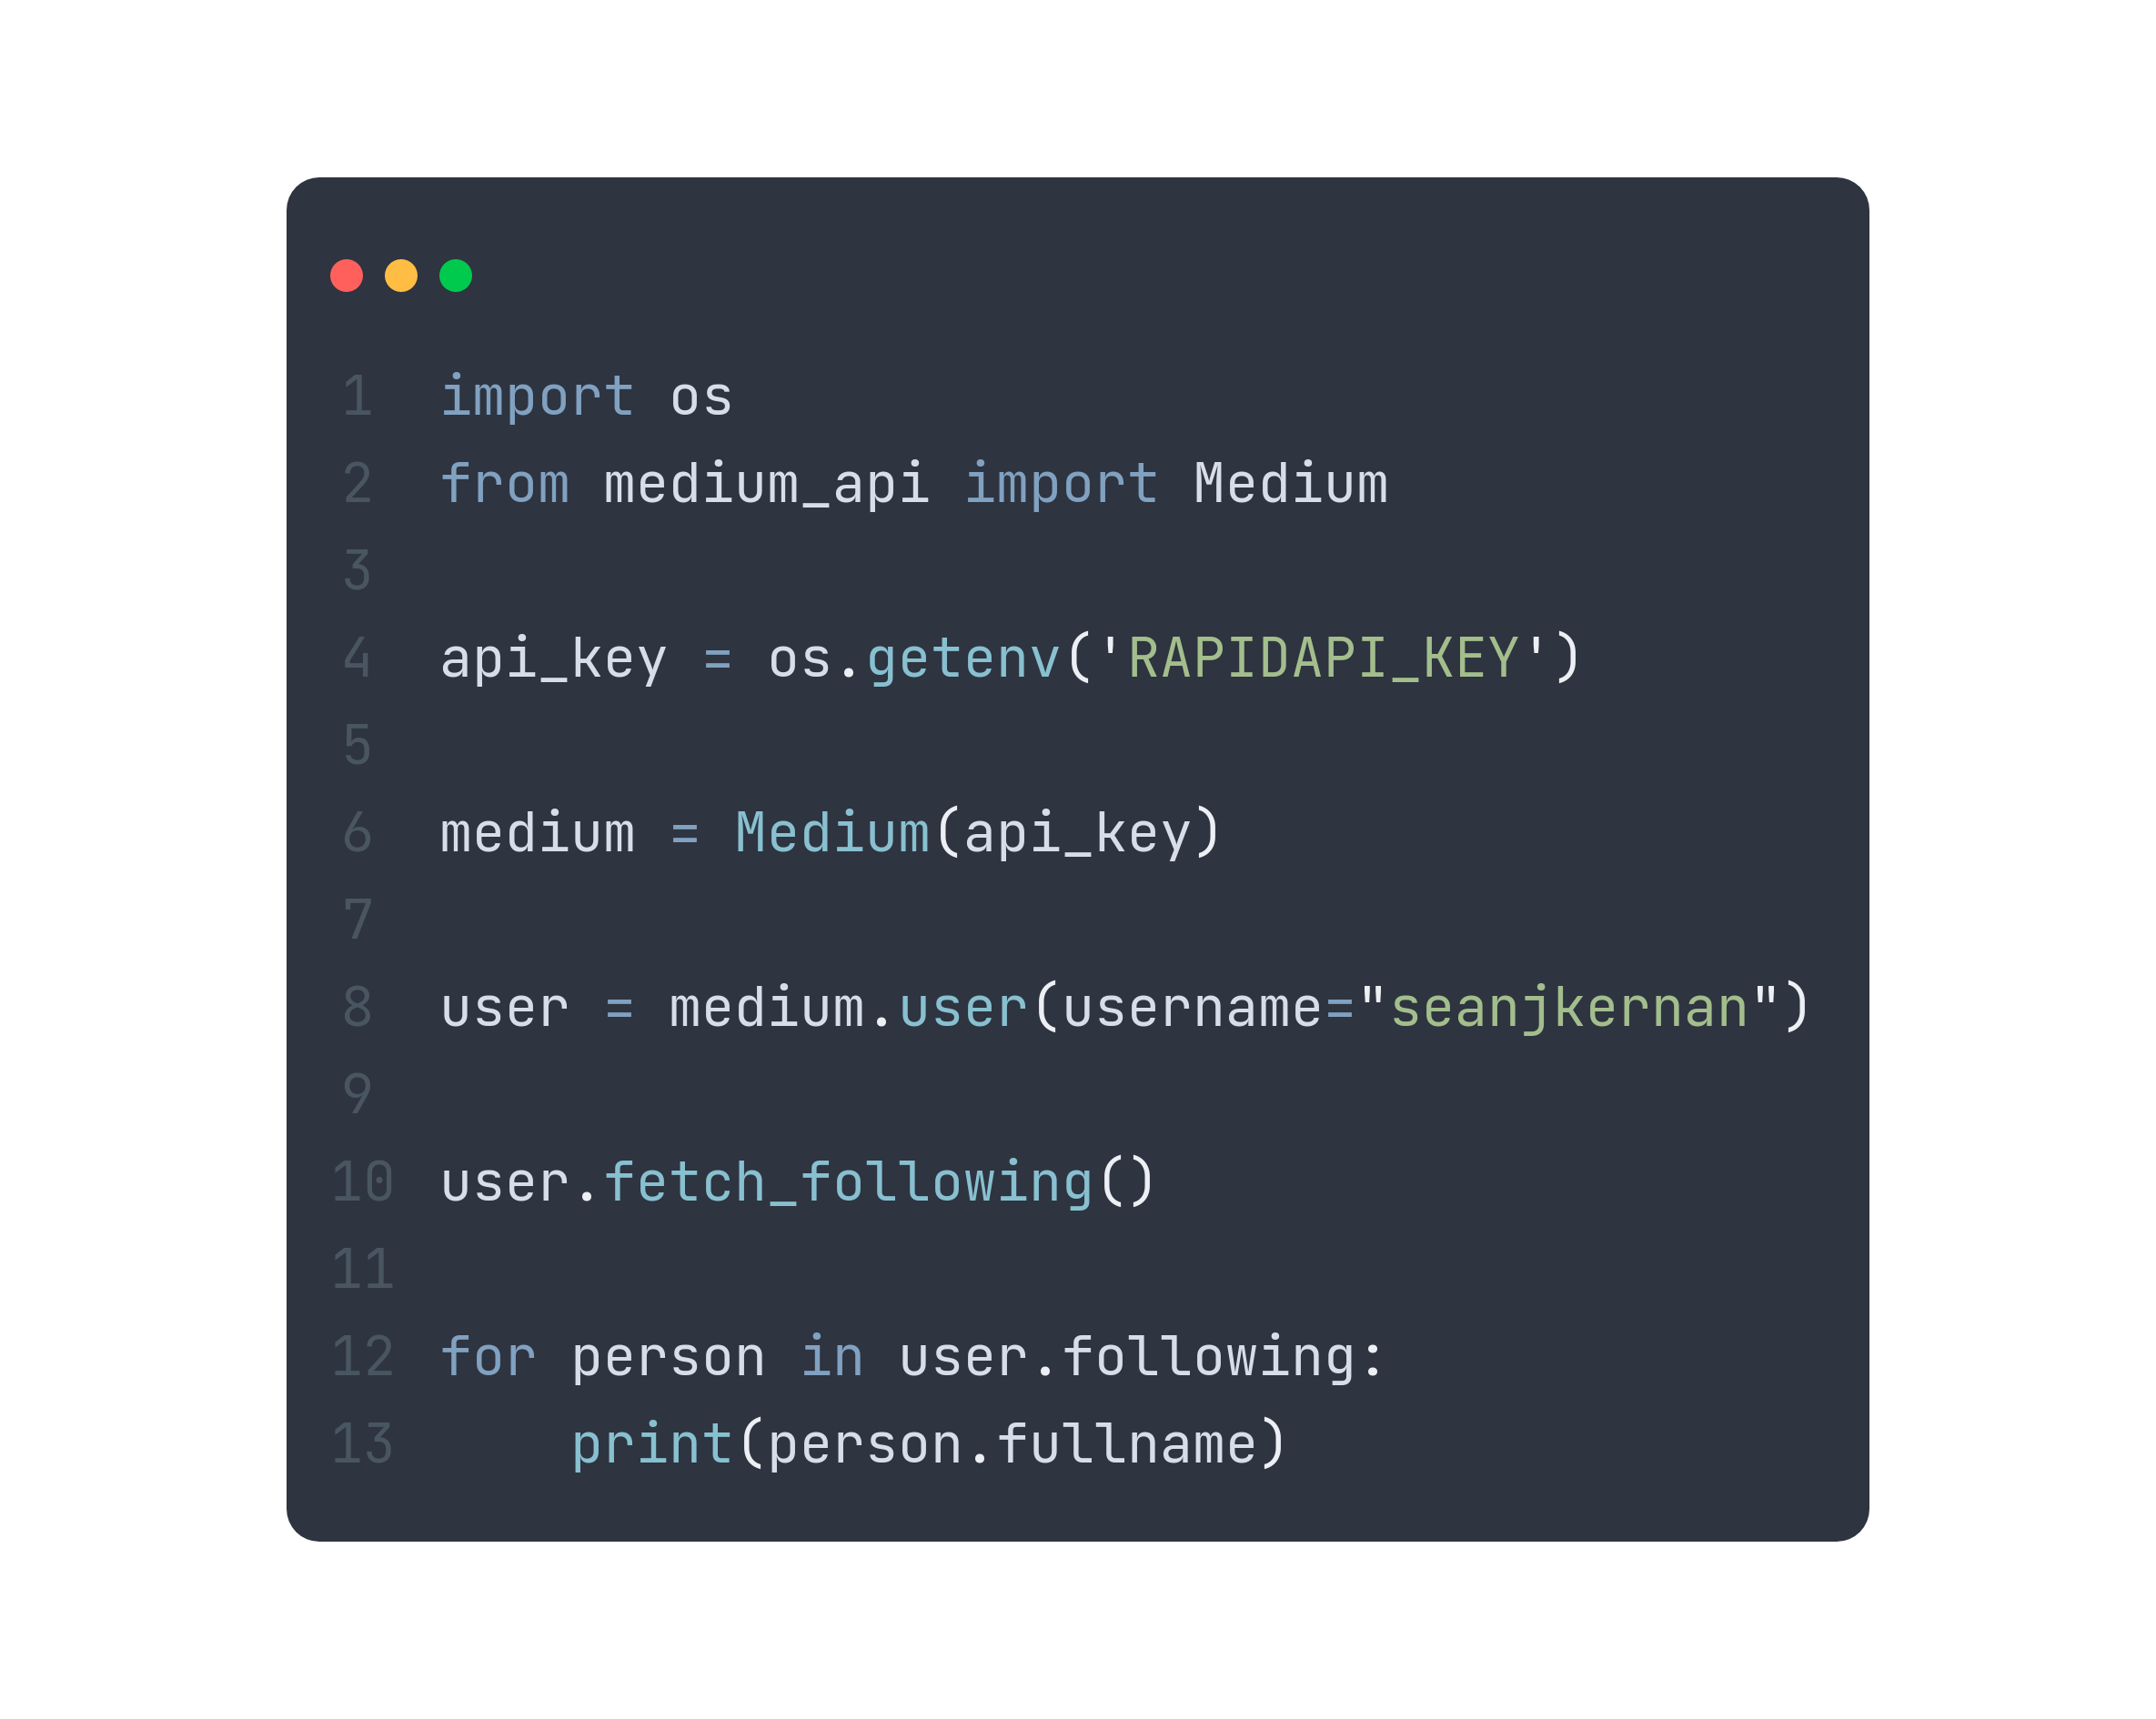 1 import os
2 from medium_api import Medium
3
4 api_key = os.getenv('RAPIDAPI_KEY')
5
6 medium = Medium(api_key)
7
8 user = medium.user(username="seanjkernan")
9
10 user.fetch_following()
11
12 for person in user.following:
13     print(person.fullname)